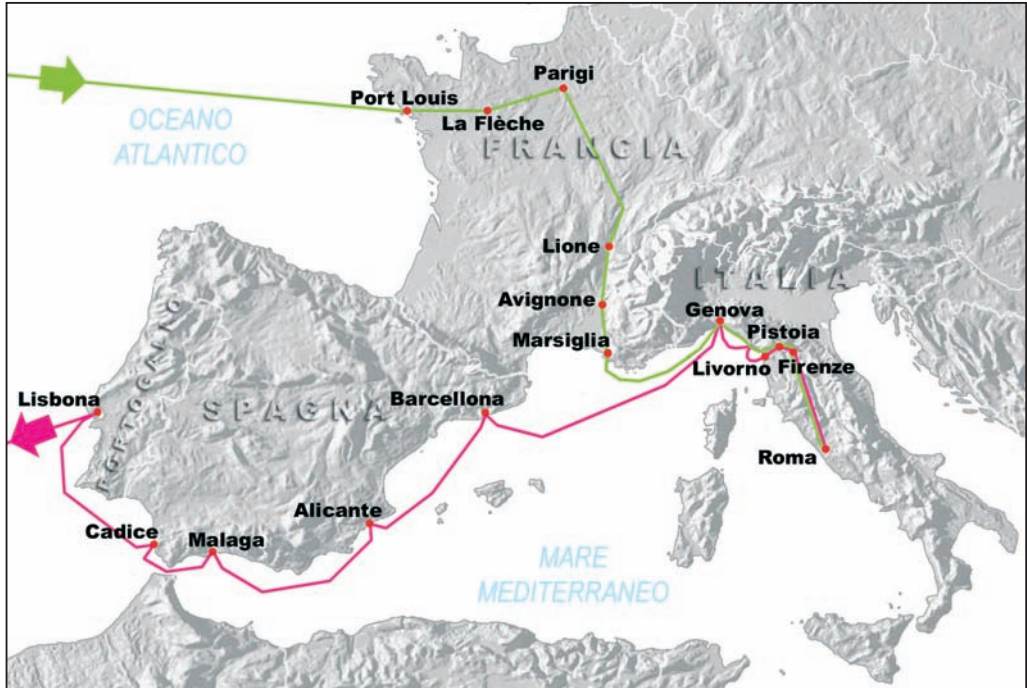 Parigi
Port Louis
La Flèche
OCEANO
ATLANTICO
FRANCIA
Lione
ITALIA
Avignone
Genova
Marsiglia
Pistoia
Livorno
Firenze
PORTOGALLO
Lisbona
SPAGNA
Barcellona
Roma
Alicante
Cadice
Malaga
MARE
MEDITERRANEO